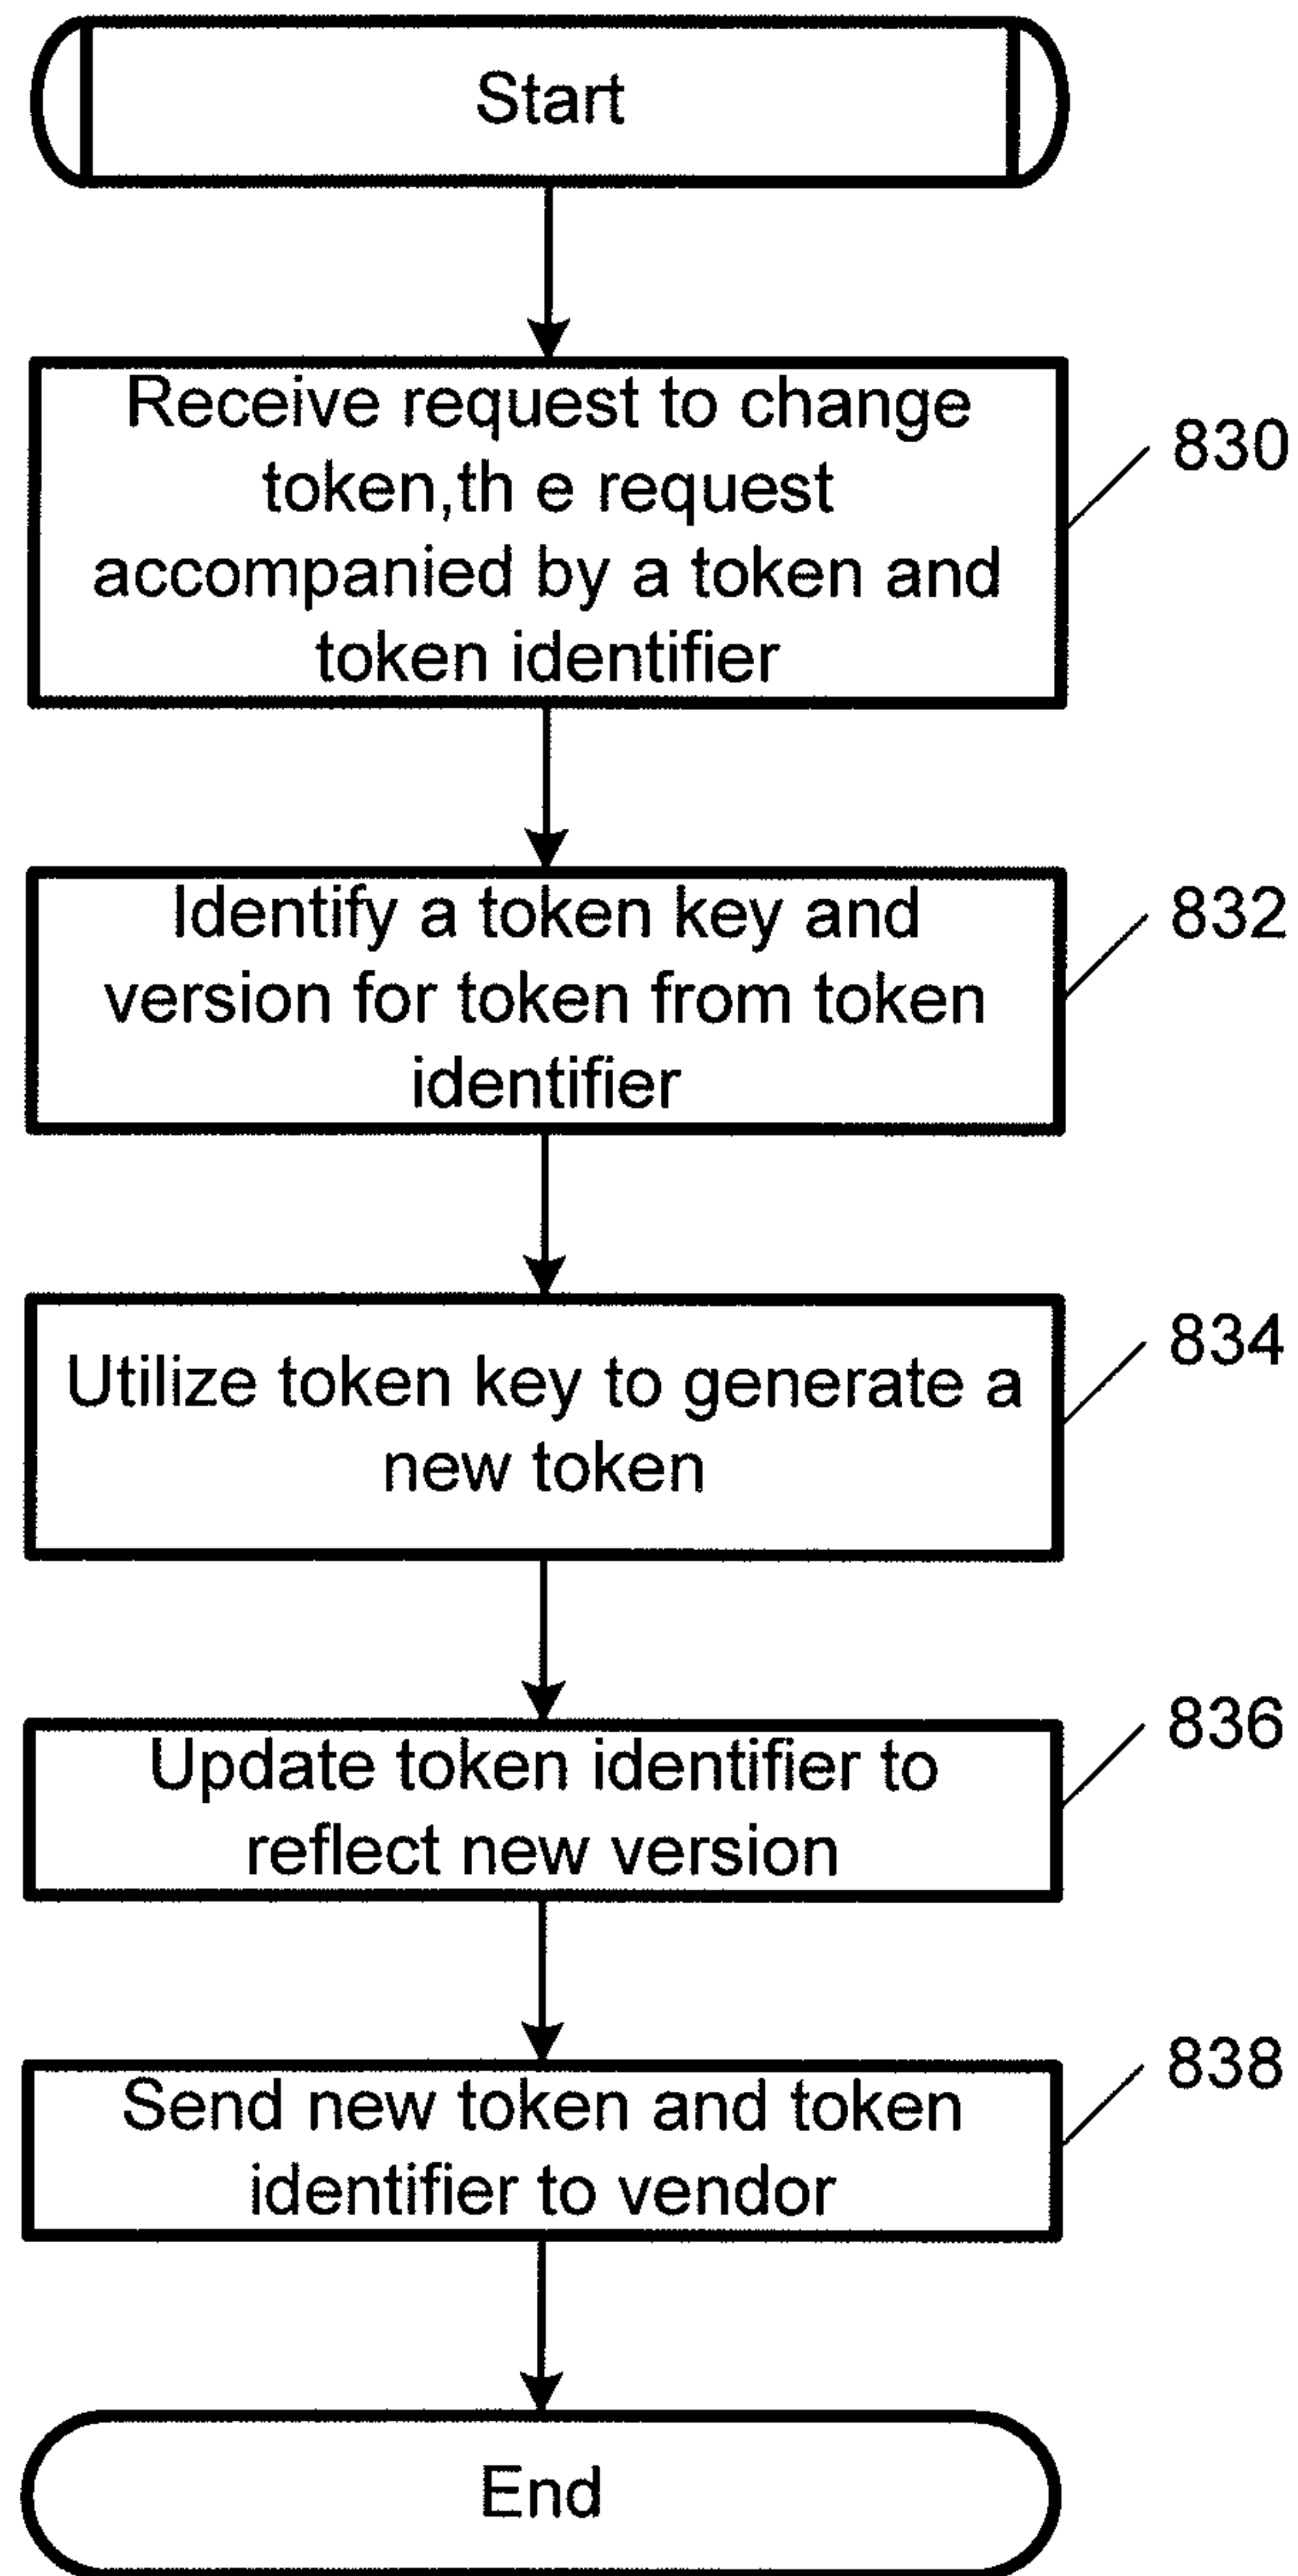 Start
Receive request to change
token,th e request
accompanied by a token and
token identifier
830
Identify a token key and
version for token from token
identifier
832
Utilize token key to generate a
new token
834
Update token identifier to
reflect new version
836
Send new token and token
identifier to vendor
838
End